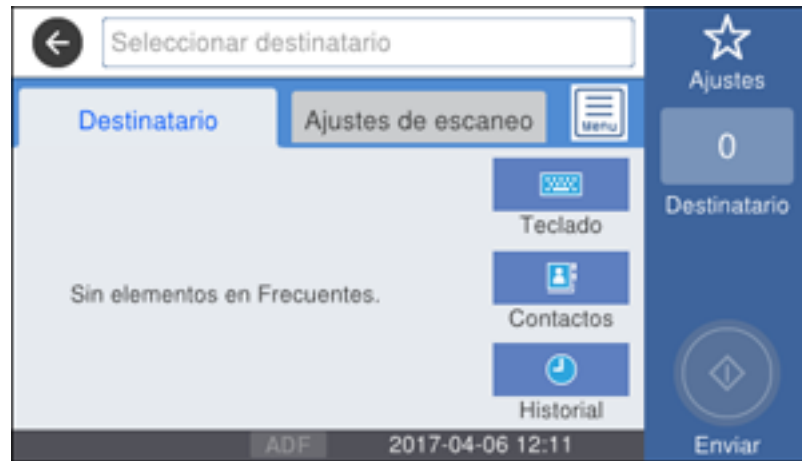 Seleccionar destinatario
Ajustes
Destinatario
Ajustes de escaneo
Menu
0
Destinatario
Teclado
Sin elementos en Frecuentes.
Contactos
Historial
ADF
2017-04-06 12:11
Enviar